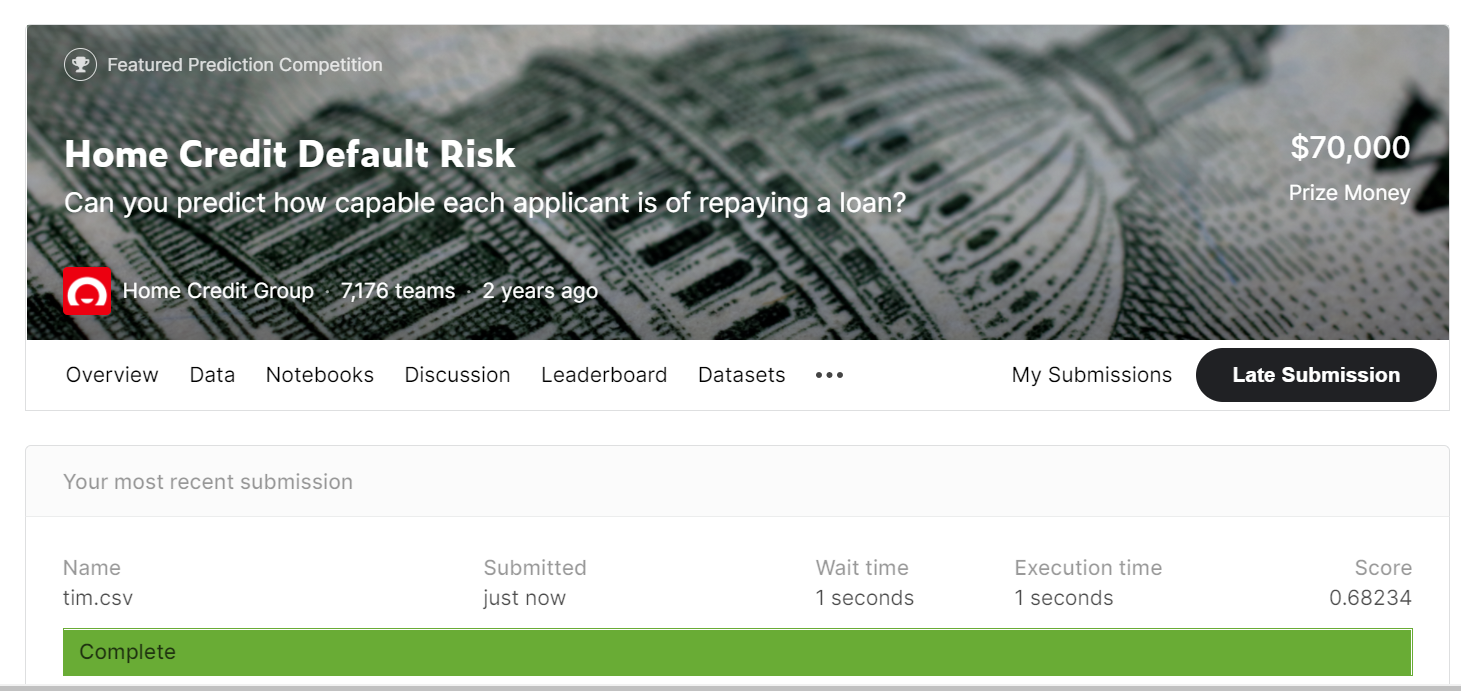 Featured Prediction Competition
Home Credit Default Risk
Can you predict how capable each applicant is of repaying a loan?
$70,000
Prize Money
Home Credit Group · 7,176 teams · 2 years ago
Overview Data Notebooks Discussion Leaderboard Datasets ••• My Submissions Late Submission
Your most recent submission
Name Submitted Wait time Execution time Score
tim.csv just now 1 seconds 1 seconds 0.68234
Complete